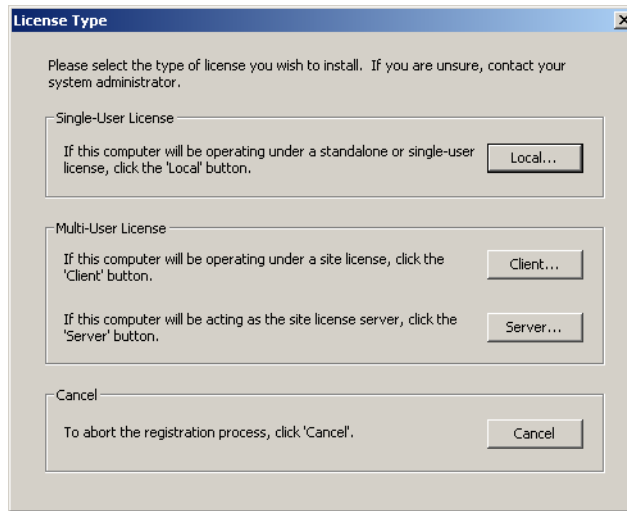 License Type
Please select the type of license you wish to install.  If you are unsure, contact your
system administrator.
Single-User License
If this computer will be operating under a standalone or single-user
license, click the 'Local' button.
Local...
Multi-User License
If this computer will be operating under a site license, click the
'Client' button.
Client...
If this computer will be acting as the site license server, click the
'Server' button.
Server...
Cancel
To abort the registration process, click 'Cancel'.
Cancel